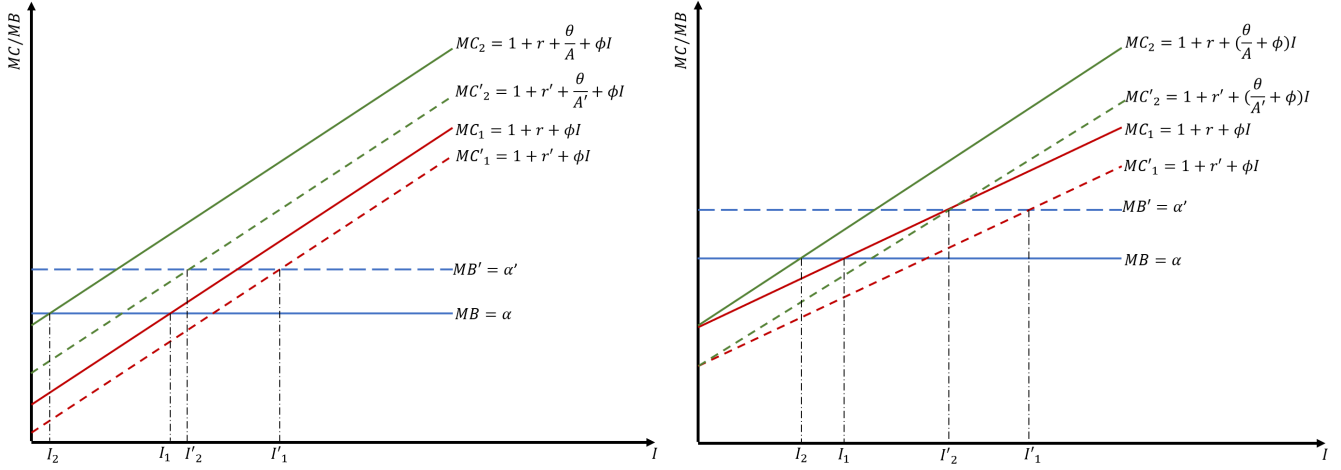 MC/MB
MC₂ = 1 + r + θ/A + ϕI
MC'₂ = 1 + r' + θ/A' + ϕI
MC₁ = 1 + r + ϕI
MC'₁ = 1 + r' + ϕI
MB' = α'
MB = α
I₂
I₁
I'₂
I'₁
I
MC/MB
MC₂ = 1 + r + (θ/A + ϕ)I
MC'₂ = 1 + r' + (θ/A' + ϕ)I
MC₁ = 1 + r + ϕI
MC'₁ = 1 + r' + ϕI
MB' = α'
MB = α
I₂
I₁
I'₂
I'₁
I